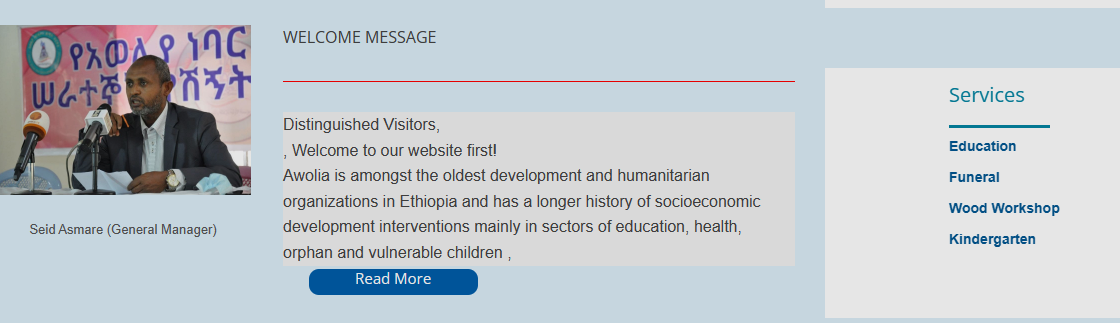 የአወሊያ ነባር
ሠራተኞች
ሽኝት
Seid Asmare (General Manager)
WELCOME MESSAGE
Distinguished Visitors,
, Welcome to our website first!
Awolia is amongst the oldest development and humanitarian
organizations in Ethiopia and has a longer history of socioeconomic
development interventions mainly in sectors of education, health,
orphan and vulnerable children ,
Read More
Services
Education
Funeral
Wood Workshop
Kindergarten